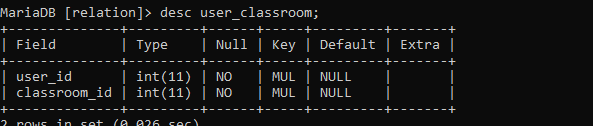 MariaDB [relation]> desc user_classroom;
+--------------+---------+------+-----+---------+-------+
| Field        | Type    | Null | Key | Default | Extra |
+--------------+---------+------+-----+---------+-------+
| user_id      | int(11) | NO   | MUL | NULL    |       |
| classroom_id | int(11) | NO   | MUL | NULL    |       |
+--------------+---------+------+-----+---------+-------+
2 rows in set (0.026 sec)